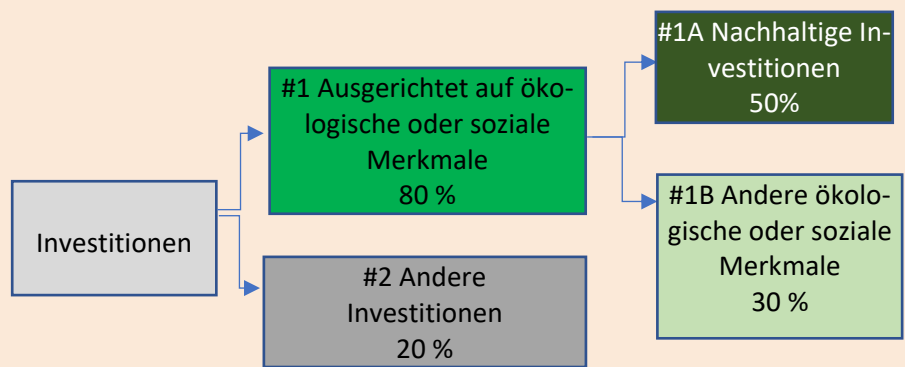 #1A Nachhaltige In-
vestitionen
50%
#1 Ausgerichtet auf öko-
logische oder soziale
Merkmale
80 %
#1B Andere ökolo-
gische oder soziale
Merkmale
30 %
Investitionen
#2 Andere
Investitionen
20 %